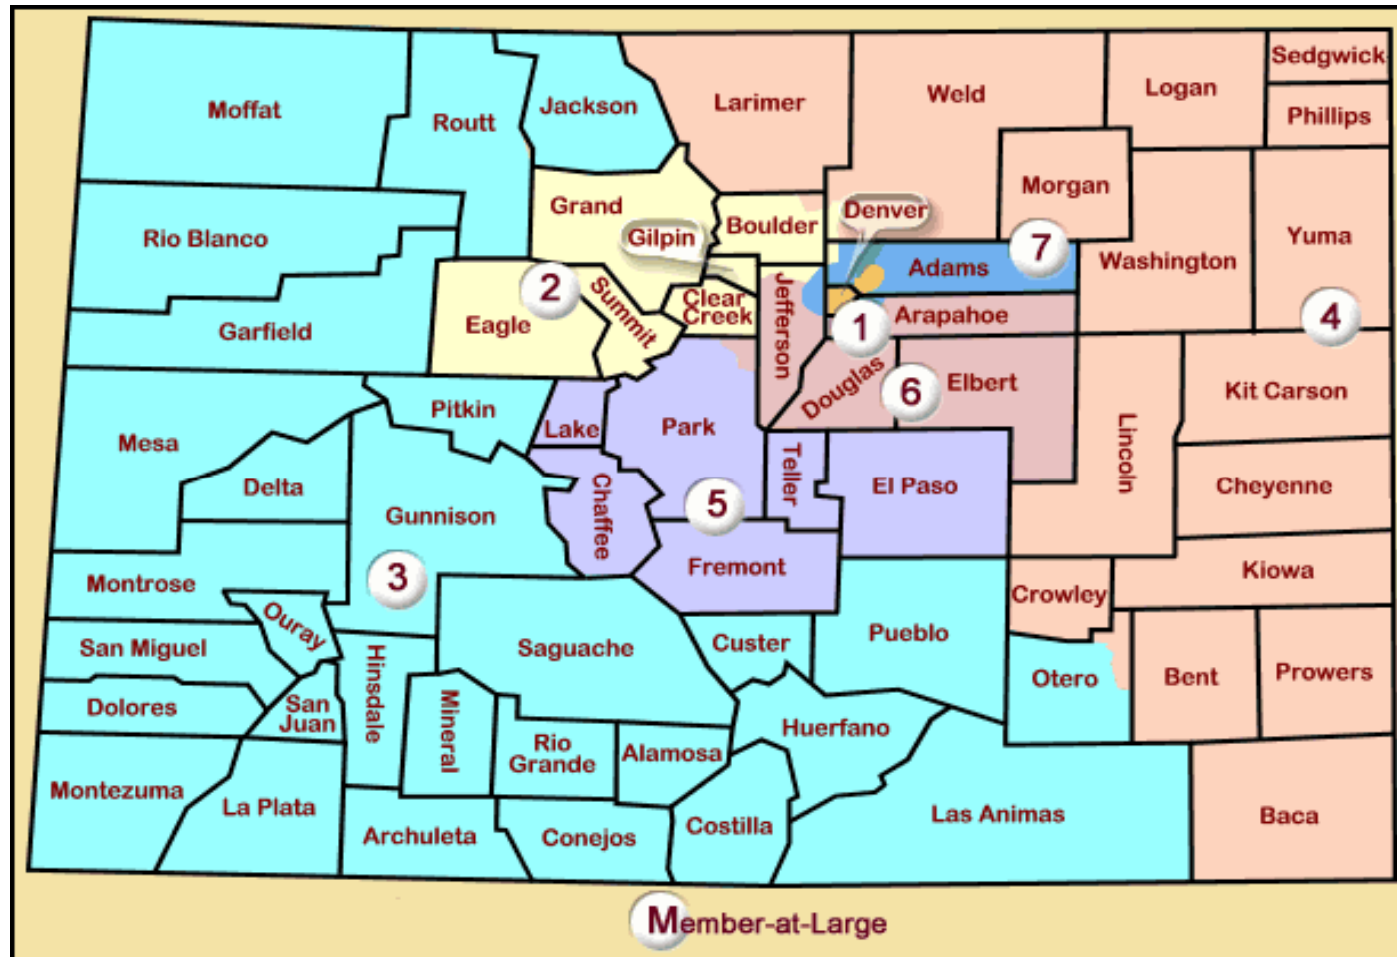 Moffat
Routt
Jackson
Larimer
Weld
Logan
Sedgwick
Phillips
Morgan
Rio Blanco
Grand
Gilpin
Boulder
Denver
7
Washington
Yuma
Adams
Garfield
Eagle
2
Summit
Clear
Creek
Jefferson
1
Arapahoe
4
Mesa
Pitkin
Lake
Park
Douglas
6
Elbert
Lincoln
Kit Carson
Delta
Gunnison
Chaffee
5
Teller
El Paso
Cheyenne
Montrose
3
Fremont
Kiowa
Crowley
Ouray
San Miguel
Hinsdale
Saguache
Custer
Pueblo
Otero
Bent
Prowers
Dolores
San
Juan
Mineral
Rio
Grande
Alamosa
Huerfano
Montezuma
La Plata
Archuleta
Conejos
Costilla
Las Animas
Baca
Member-at-Large